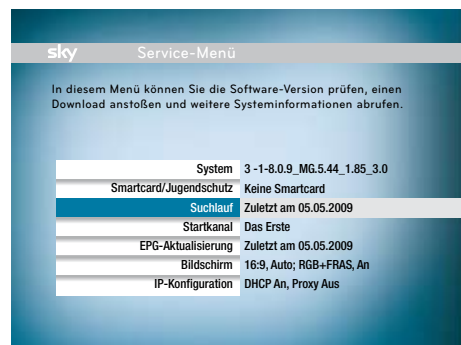 sky Service-Menü
In diesem Menü können Sie die Software-Version prüfen, einen
Download anstoßen und weitere Systeminformationen abrufen.
System 3 -1-8.0.9_MG.5.44_1.85_3.0
Smartcard/Jugendschutz Keine Smartcard
Suchlauf Zuletzt am 05.05.2009
Startkanal Das Erste
EPG-Aktualisierung Zuletzt am 05.05.2009
Bildschirm 16:9, Auto; RGB+FRAS, An
IP-Konfiguration DHCP An, Proxy Aus